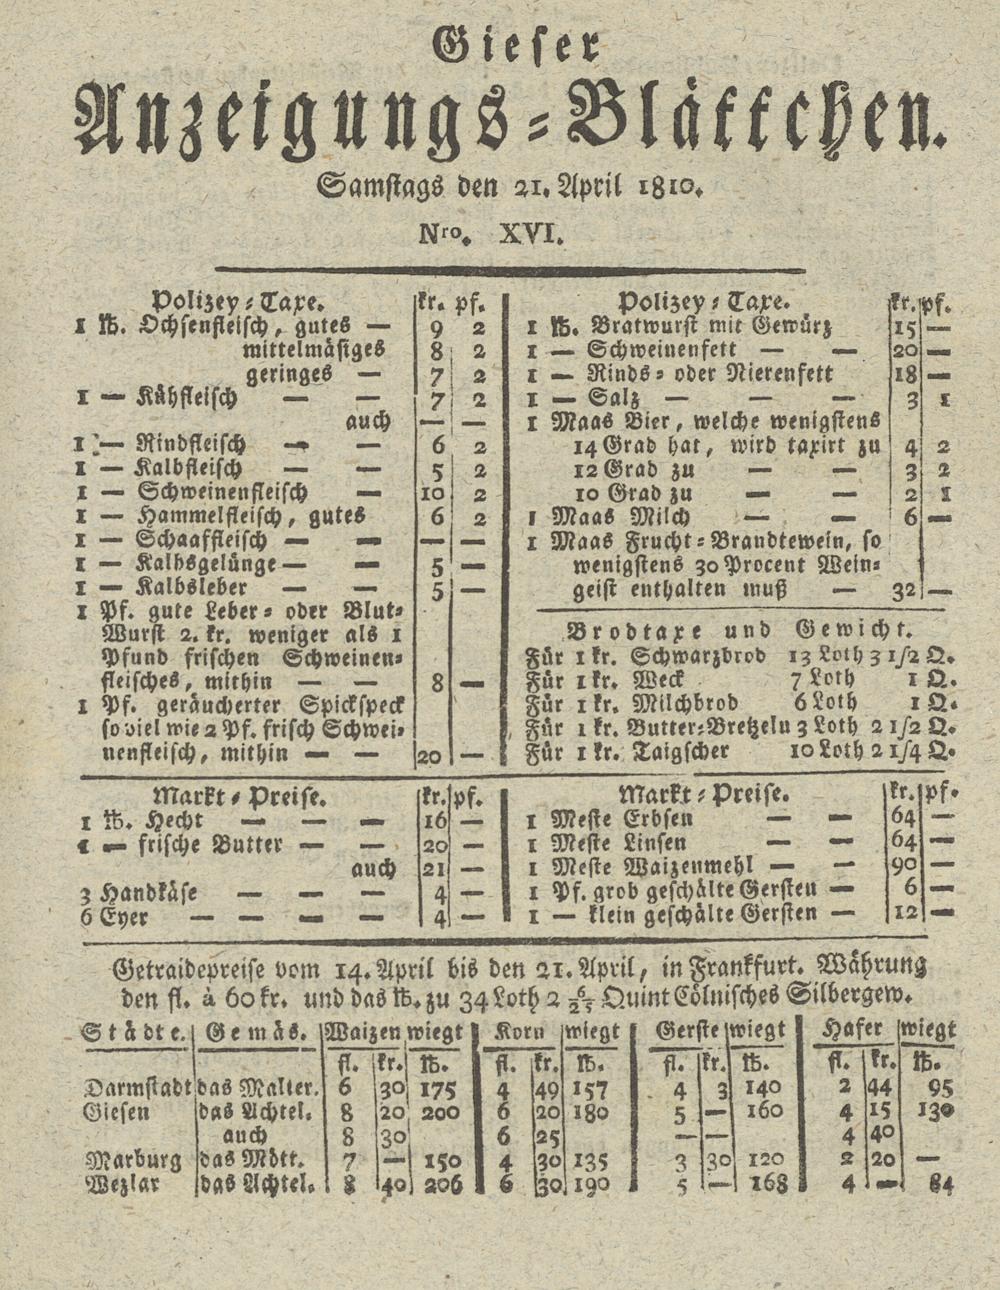 Gieser
Anzeigungs-Blättchen.
Samstags den 21. April 1810.
Nro. XVI.
Polizey-Taxe. kr. pf.
1 ℔. Ochsenfleisch, gutes — 9 2
mittelmäsiges 8 2
geringes — 7 2
1 — Kühfleisch — — 7 2
auch — —
1 — Rindfleisch — — 6 2
1 — Kalbfleisch — — 5 2
1 — Schweinenfleisch — 10 2
1 — Hammelfleisch, gutes 6 2
1 — Schaaffleisch — — — —
1 — Kalbsgelünge — — 5 —
1 — Kalbsleber — — 5 —
1 Pf. gute Leber- oder Blut-
Wurst 2. kr. weniger als 1
Pfund frischen Schweinen-
fleisches, mithin — — 8 —
1 Pf. geräucherter Spickspeck
so viel wie 2 Pf. frisch Schwei-
nenfleisch, mithin — — 20 —
Polizey-Taxe. kr. pf.
1 ℔. Bratwurst mit Gewürz 15 —
1 — Schweinenfett — — 20 —
1 — Rinds- oder Nierenfett 18 —
1 — Salz — — — 3 1
1 Maas Bier, welche wenigstens
14 Grad hat, wird taxirt zu 4 2
12 Grad zu — — 3 2
10 Grad zu — — 2 1
1 Maas Milch — — 6 —
1 Maas Frucht-Brandtewein, so
wenigstens 30 Procent Wein-
geist enthalten muß — 32 —
Brodtaxe und Gewicht.
Für 1 kr. Schwarzbrod 13 Loth 3 1/2 Q.
Für 1 kr. Weck 7 Loth 1 Q.
Für 1 kr. Milchbrod 6 Loth 1 Q.
Für 1 kr. Butter-Bretzeln 3 Loth 2 1/2 Q.
Für 1 kr. Taigscher 10 Loth 2 1/4 Q.
Markt-Preise. kr. pf.
1 ℔. Hecht — — — 16 —
1 — frische Butter — — 20 —
auch 21 —
3 Handkäse — — — 4 —
6 Eyer — — — — 4 —
Markt-Preise. kr. pf.
1 Meste Erbsen — — 64 —
1 Meste Linsen — — 64 —
1 Meste Waizenmehl — — 90 —
1 Pf. grob geschälte Gersten — 6 —
1 — klein geschälte Gersten — 12 —
Getraidepreise vom 14. April bis den 21. April, in Frankfurt. Währung
den fl. à 60 kr. und das ℔. zu 34 Loth 2 6/25 Quint Cölnisches Silbergew.
Städte. Gemäs. Waizen wiegt Korn wiegt Gerste wiegt Hafer wiegt
fl. kr. ℔. fl. kr. ℔. fl. kr. ℔. fl. kr. ℔.
Darmstadt das Malter. 6 30 175 4 49 157 4 3 140 2 44 95
Giesen das Achtel. 8 20 200 6 20 180 5 — 160 4 15 130
auch 8 30 6 25 — — 4 40
Marburg das Mött. 7 — 150 4 30 135 3 30 120 2 20 —
Wezlar das Achtel. 8 40 206 6 30 190 5 — 168 4 — 84